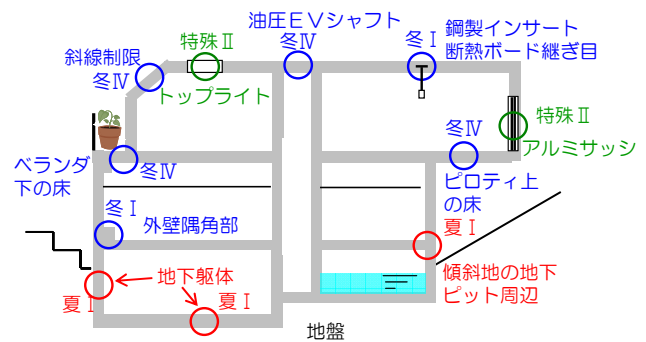 油圧ＥＶシャフト
冬Ⅳ
特殊Ⅱ
トップライト
斜線制限
冬Ⅳ
冬Ⅰ
鋼製インサート
断熱ボード継ぎ目
特殊Ⅱ
アルミサッシ
冬Ⅳ
ピロティ上
の床
ベランダ
下の床
冬Ⅳ
冬Ⅰ
外壁隅角部
夏Ⅰ
傾斜地の地下
ピット周辺
地下躯体
夏Ⅰ
夏Ⅰ
地盤